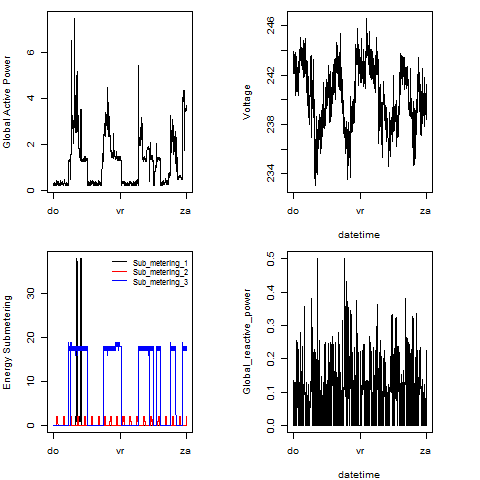 Global Active Power
6
4
2
0
do vr za
Voltage
246
242
238
234
do vr za
datetime
Energy Submetering
30
20
10
0
Sub_metering_1
Sub_metering_2
Sub_metering_3
do vr za
Global_reactive_power
0.5
0.4
0.3
0.2
0.1
0.0
do vr za
datetime